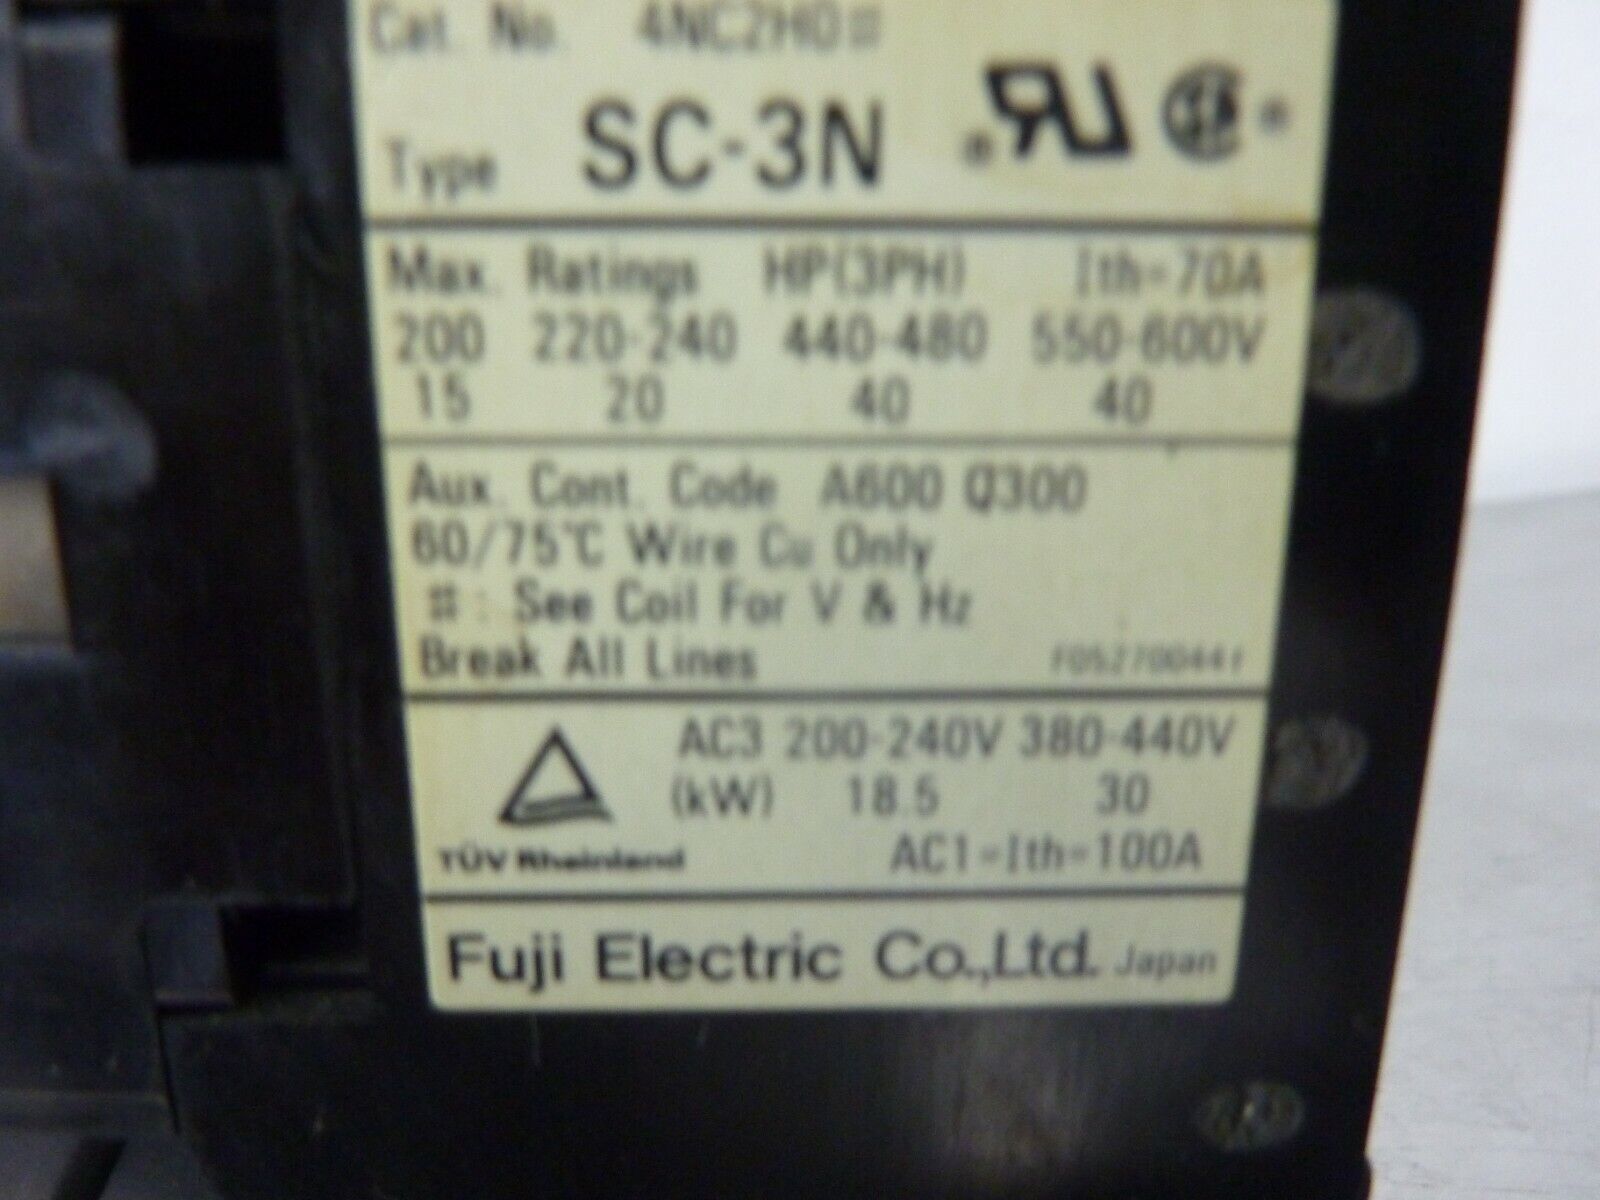 Cat. No. 4NC2H0#
Type SC-3N
Max. Ratings HP(3PH) Ith=70A
200 220-240 440-480 550-600V
15 20 40 40
Aux. Cont. Code A600 Q300
60/75℃ Wire Cu Only
# : See Coil For V & Hz
Break All Lines
AC3 200-240V 380-440V
(kW) 18.5 30
TÜV Rheinland AC1=Ith=100A
Fuji Electric Co.,Ltd. Japan